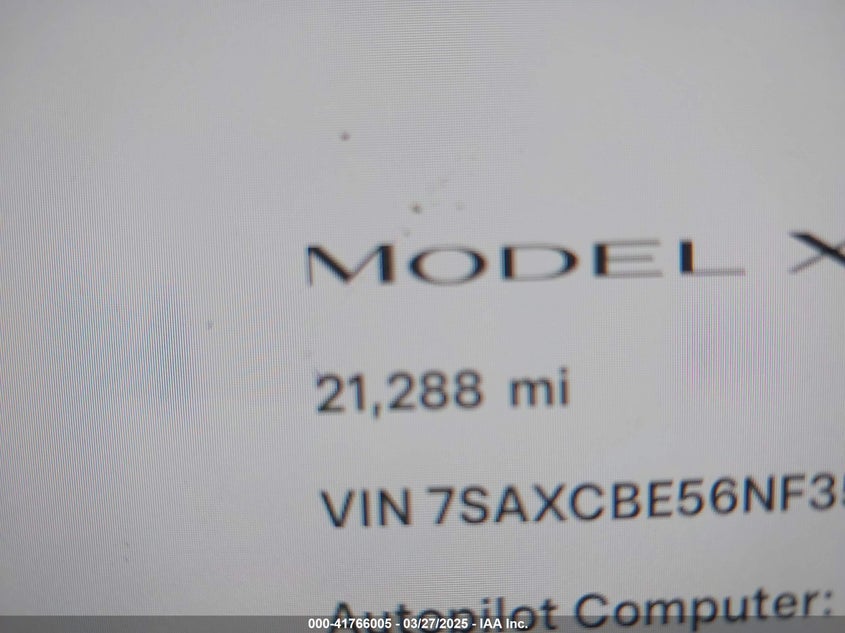 MODEL X
21,288 mi
VIN 7SAXCBE56NF3
Autopilot Computer:
000-41766005 - 03/27/2025 - IAA Inc.